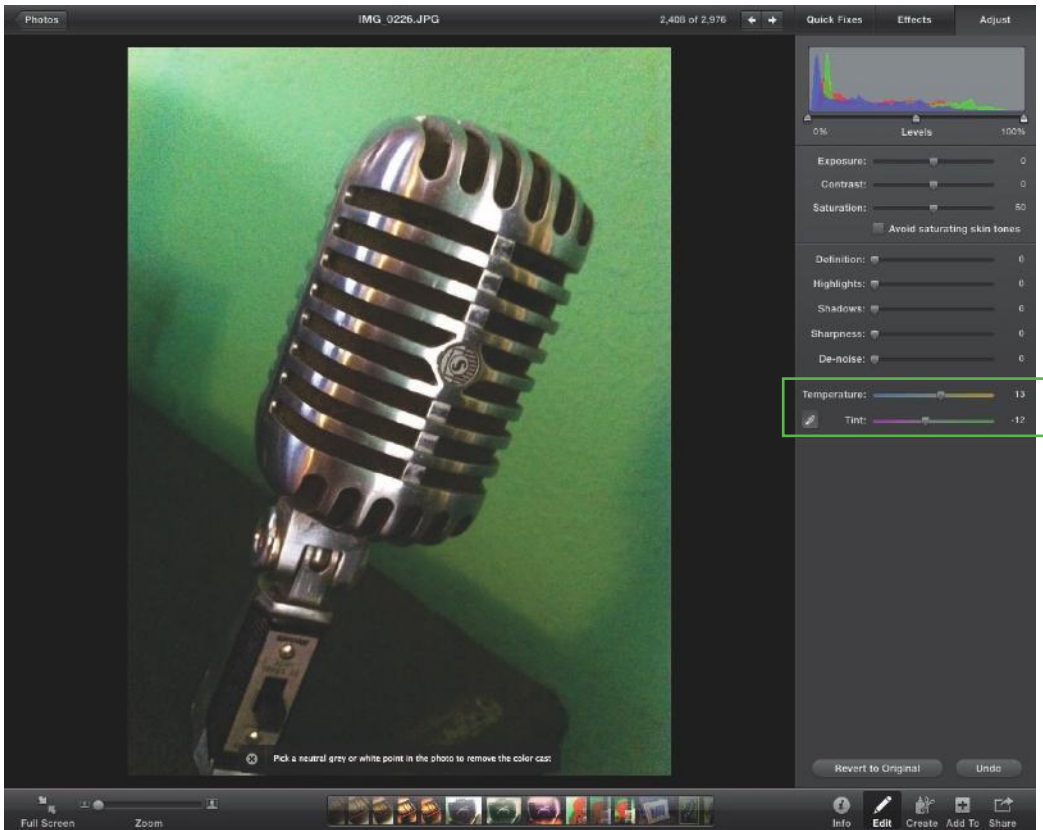 Photos
IMG_0226.JPG
2,408 of 2,976
Quick Fixes
Effects
Adjust
0%
Levels
100%
Exposure: 0
Contrast: 0
Saturation: 50
Avoid saturating skin tones
Definition: 0
Highlights: 0
Shadows: 0
Sharpness: 0
De-noise: 0
Temperature: 13
Tint: -12
S
Pick a neutral grey or white point in the photo to remove the color cast
Revert to Original
Undo
Full Screen
Zoom
Info
Edit
Create
Add To
Share